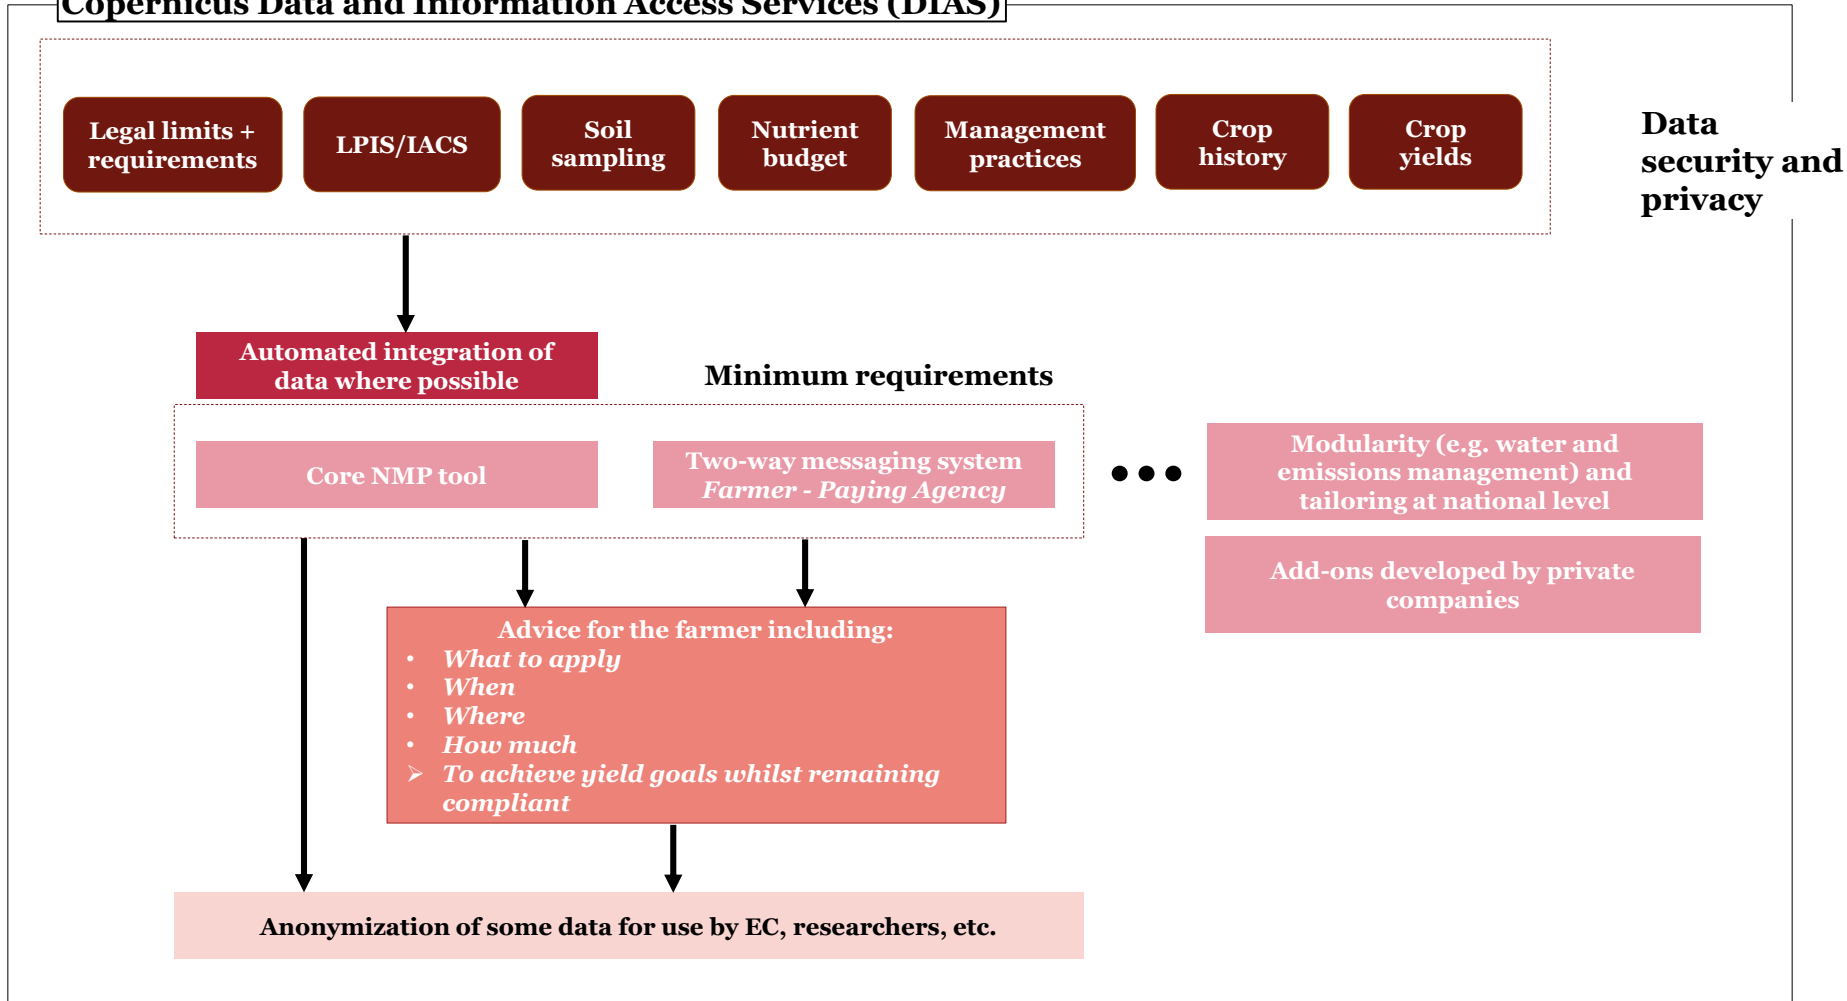 Copernicus Data and Information Access Services (DIAS)
Legal limits +
requirements
LPIS/IACS
Soil
sampling
Nutrient
budget
Management
practices
Crop
history
Crop
yields
Data
security and
privacy
Automated integration of
data where possible
Minimum requirements
Core NMP tool
Two-way messaging system
Farmer - Paying Agency
Modularity (e.g. water and
emissions management) and
tailoring at national level
Add-ons developed by private
companies
Advice for the farmer including:
• What to apply
• When
• Where
• How much
➢ To achieve yield goals whilst remaining
compliant
Anonymization of some data for use by EC, researchers, etc.